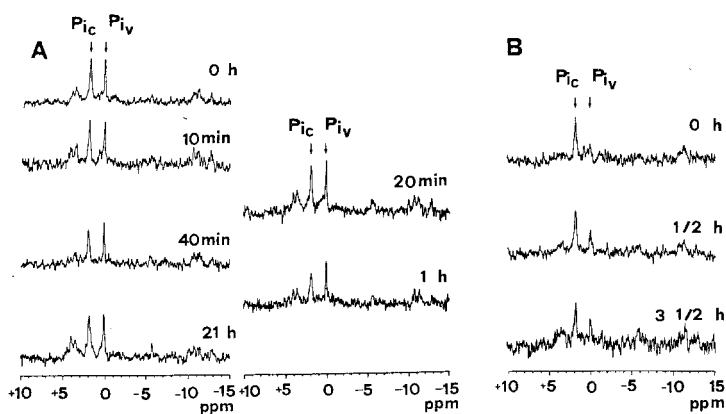 A
Pic Piv
0 h
10min
40min
21 h
+10 +5 0 -5 -10 -15
ppm
Pic Piv
20min
1 h
+10 +5 0 -5 -10 -15
ppm
B
Pic Piv
0 h
1/2 h
3 1/2 h
+10 +5 0 -5 -10 15
ppm